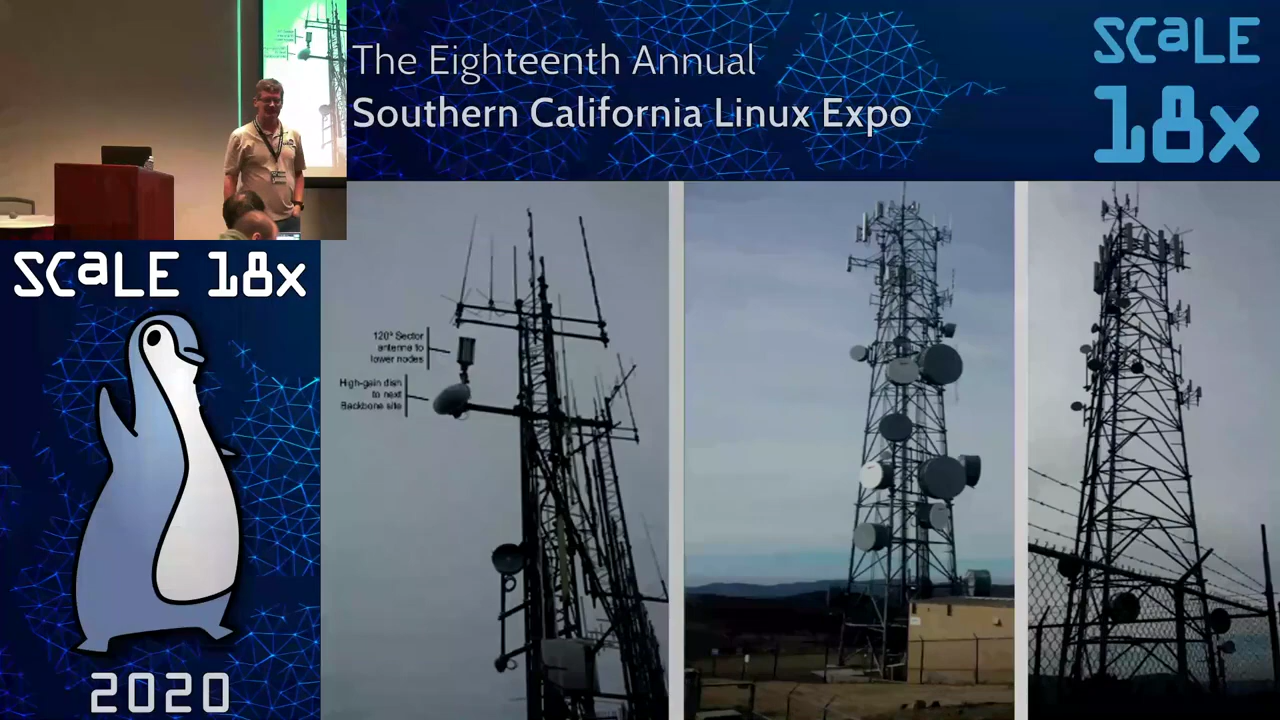 The Eighteenth Annual
Southern California Linux Expo
SCaLE
18x
SCaLE 18x
2020
120° Sector
antenna to
lower nodes
High-gain dish
to next
Backbone site